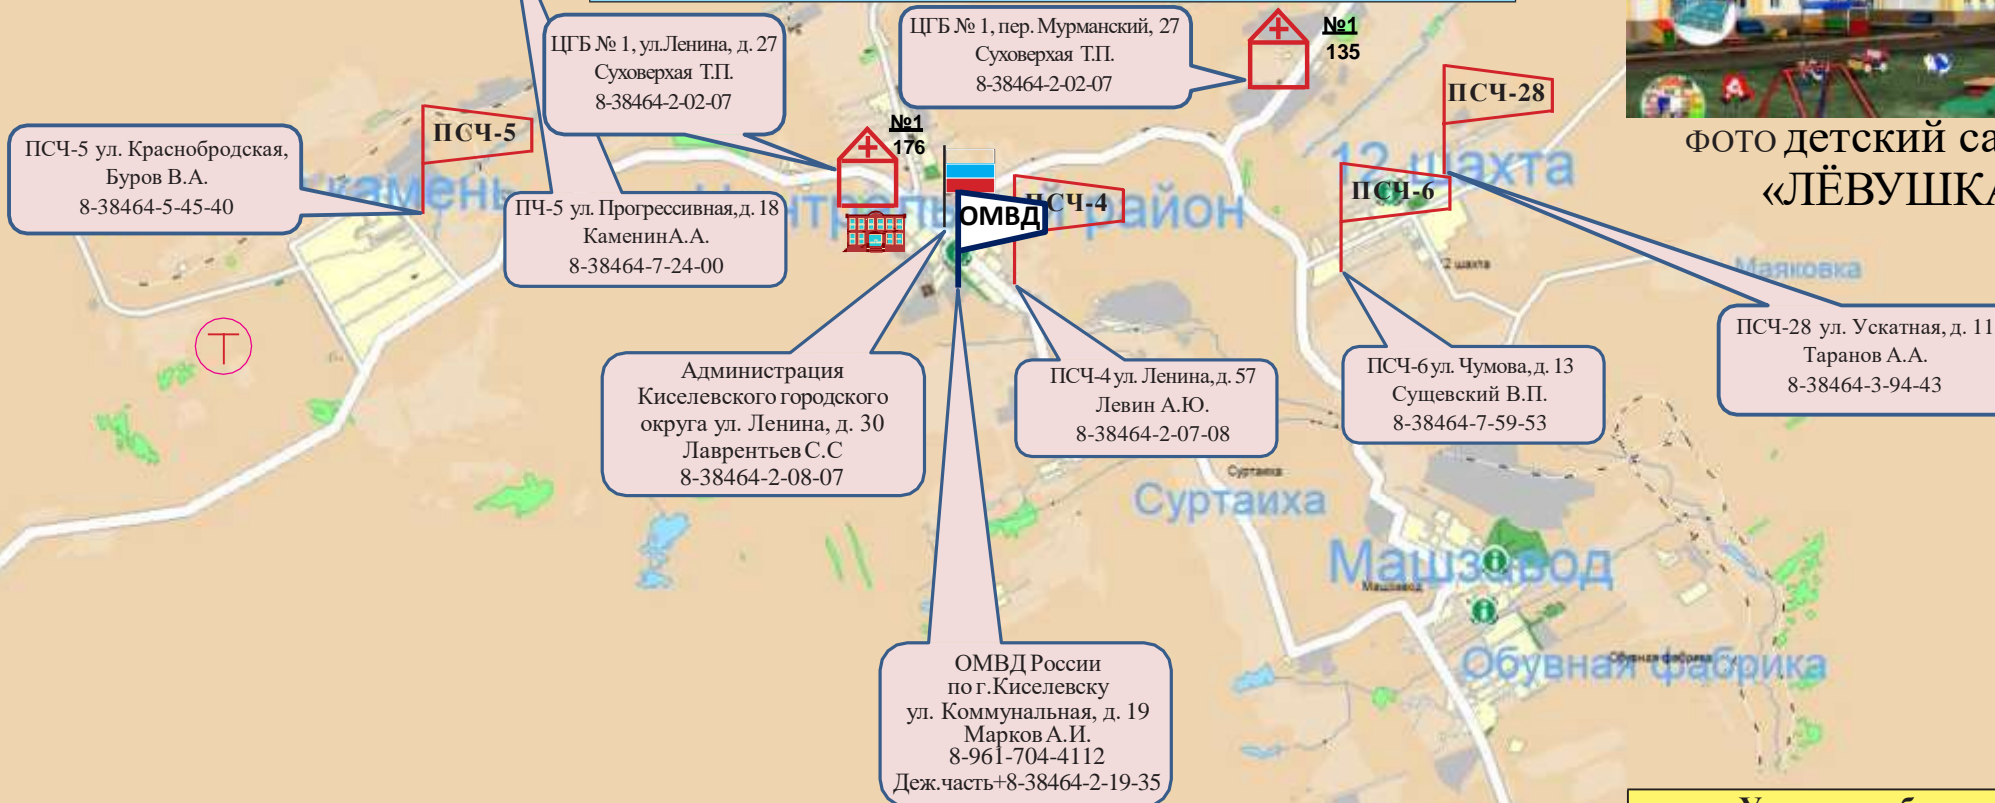 ЦГБ № 1, ул.Ленина, д. 27
Суховерхая Т.П.
8-38464-2-02-07
ЦГБ № 1, пер. Мурманский, 27
Суховерхая Т.П.
8-38464-2-02-07
№1
135
№1
176
ПСЧ-28
ПСЧ-5
ПСЧ-5 ул. Краснобродская,
Буров В.А.
8-38464-5-45-40
ФОТО детский са
«ЛЁВУШКА
камень
12 шахта
ПСЧ-6
ПСЧ-4
ОМВД
район
ПЧ-5 ул. Прогрессивная, д. 18
Каменин А.А.
8-38464-7-24-00
12 шахта
Маяковка
ПСЧ-28 ул. Ускатная, д. 11
Таранов А.А.
8-38464-3-94-43
Администрация
Киселевского городского
округа ул. Ленина, д. 30
Лаврентьев С.С
8-38464-2-08-07
ПСЧ-4 ул. Ленина, д. 57
Левин А.Ю.
8-38464-2-07-08
ПСЧ-6 ул. Чумова, д. 13
Сущевский В.П.
8-38464-7-59-53
Суртаиха
Суртаиха
Машзавод
Машзавод
Обувная фабрика
Обувная фабрика
ОМВД России
по г.Киселевску
ул. Коммунальная, д. 19
Марков А.И.
8-961-704-4112
Деж.часть+8-38464-2-19-35